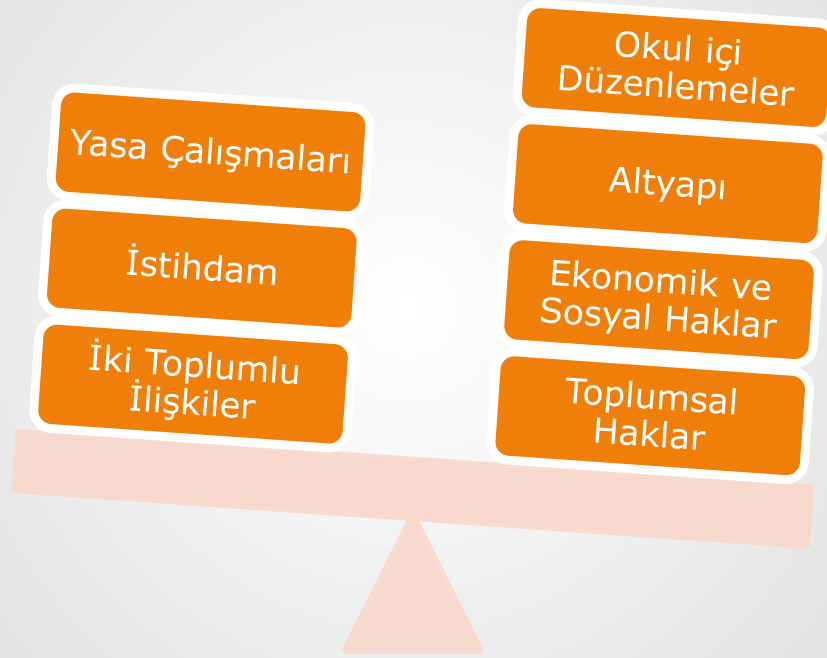 Yasa Çalışmaları
İstihdam
İki Toplumlu
İlişkiler
Okul içi
Düzenlemeler
Altyapı
Ekonomik ve
Sosyal Haklar
Toplumsal
Haklar